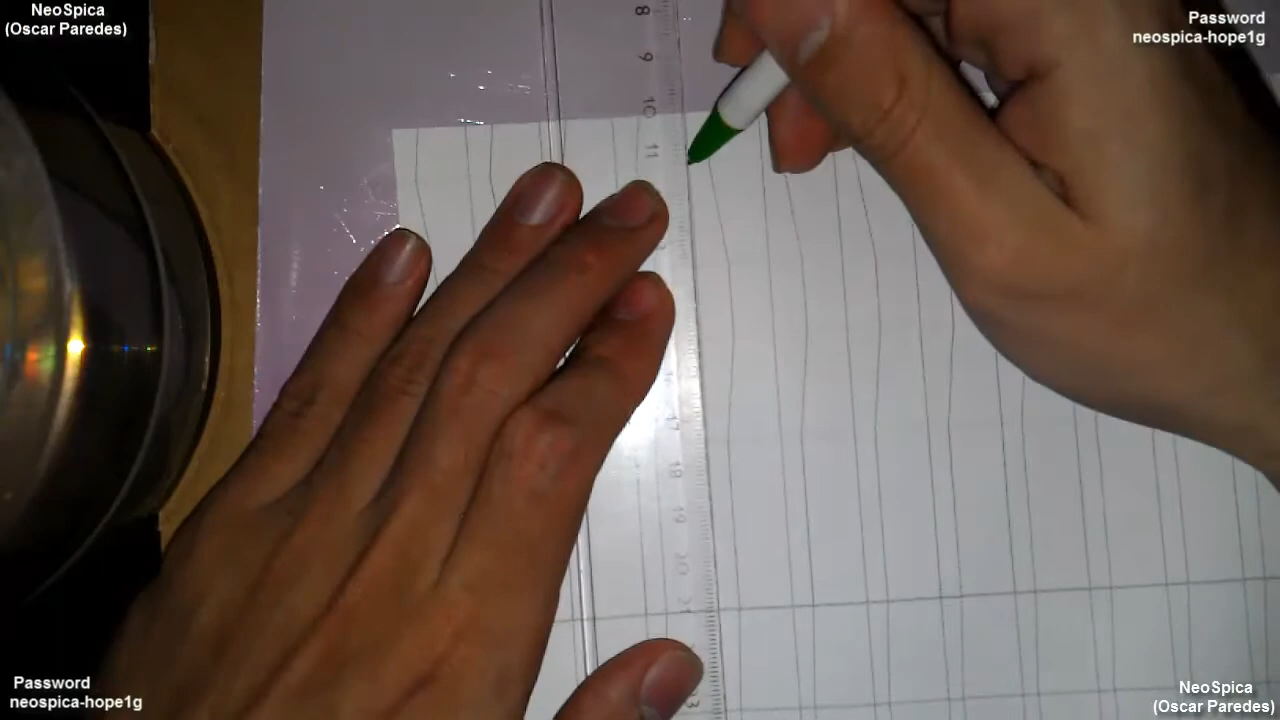 NeoSpica
(Oscar Paredes)
Password
neospica-hope1g
8
9
10
11
17
18
19
20
21
Password
neospica-hope1g
NeoSpica
(Oscar Paredes)